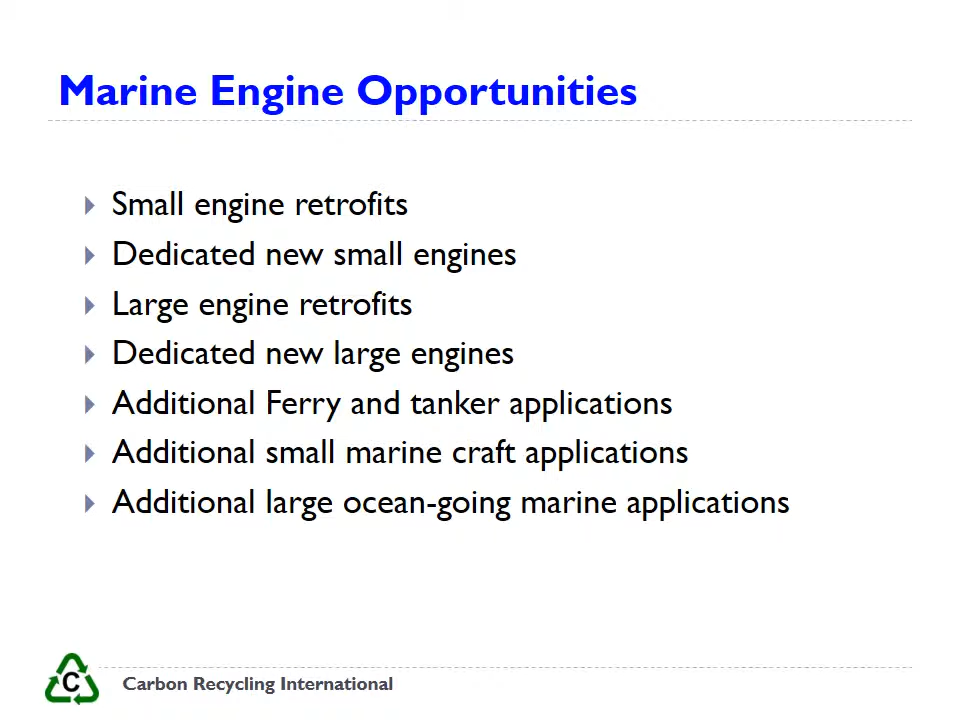 Marine Engine Opportunities
Small engine retrofits
Dedicated new small engines
Large engine retrofits
Dedicated new large engines
Additional Ferry and tanker applications
Additional small marine craft applications
Additional large ocean-going marine applications
C
Carbon Recycling International